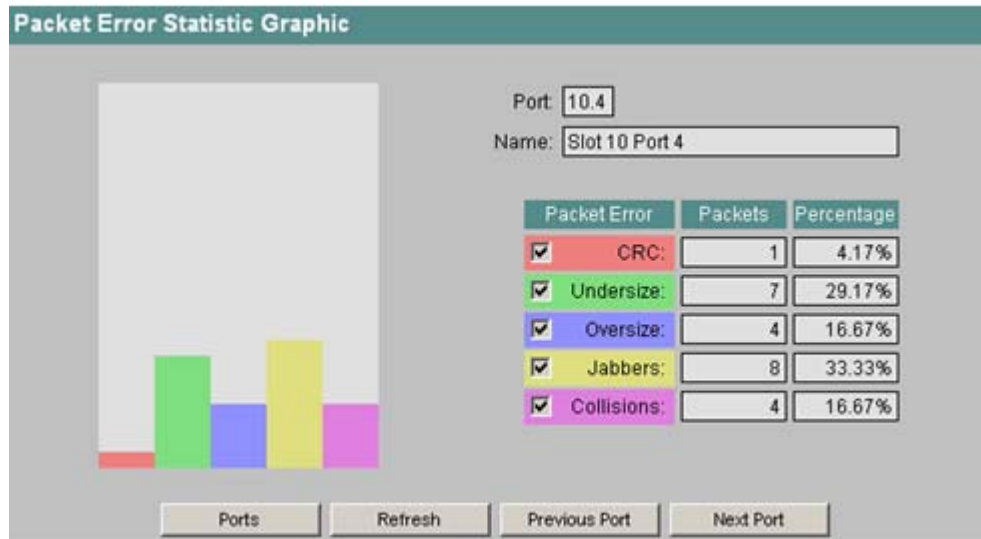 Packet Error Statistic Graphic
Port: 10.4
Name: Slot 10 Port 4
Packet Error Packets Percentage
CRC: 1 4.17%
Undersize: 7 29.17%
Oversize: 4 16.67%
Jabbers: 8 33.33%
Collisions: 4 16.67%
Ports Refresh Previous Port Next Port